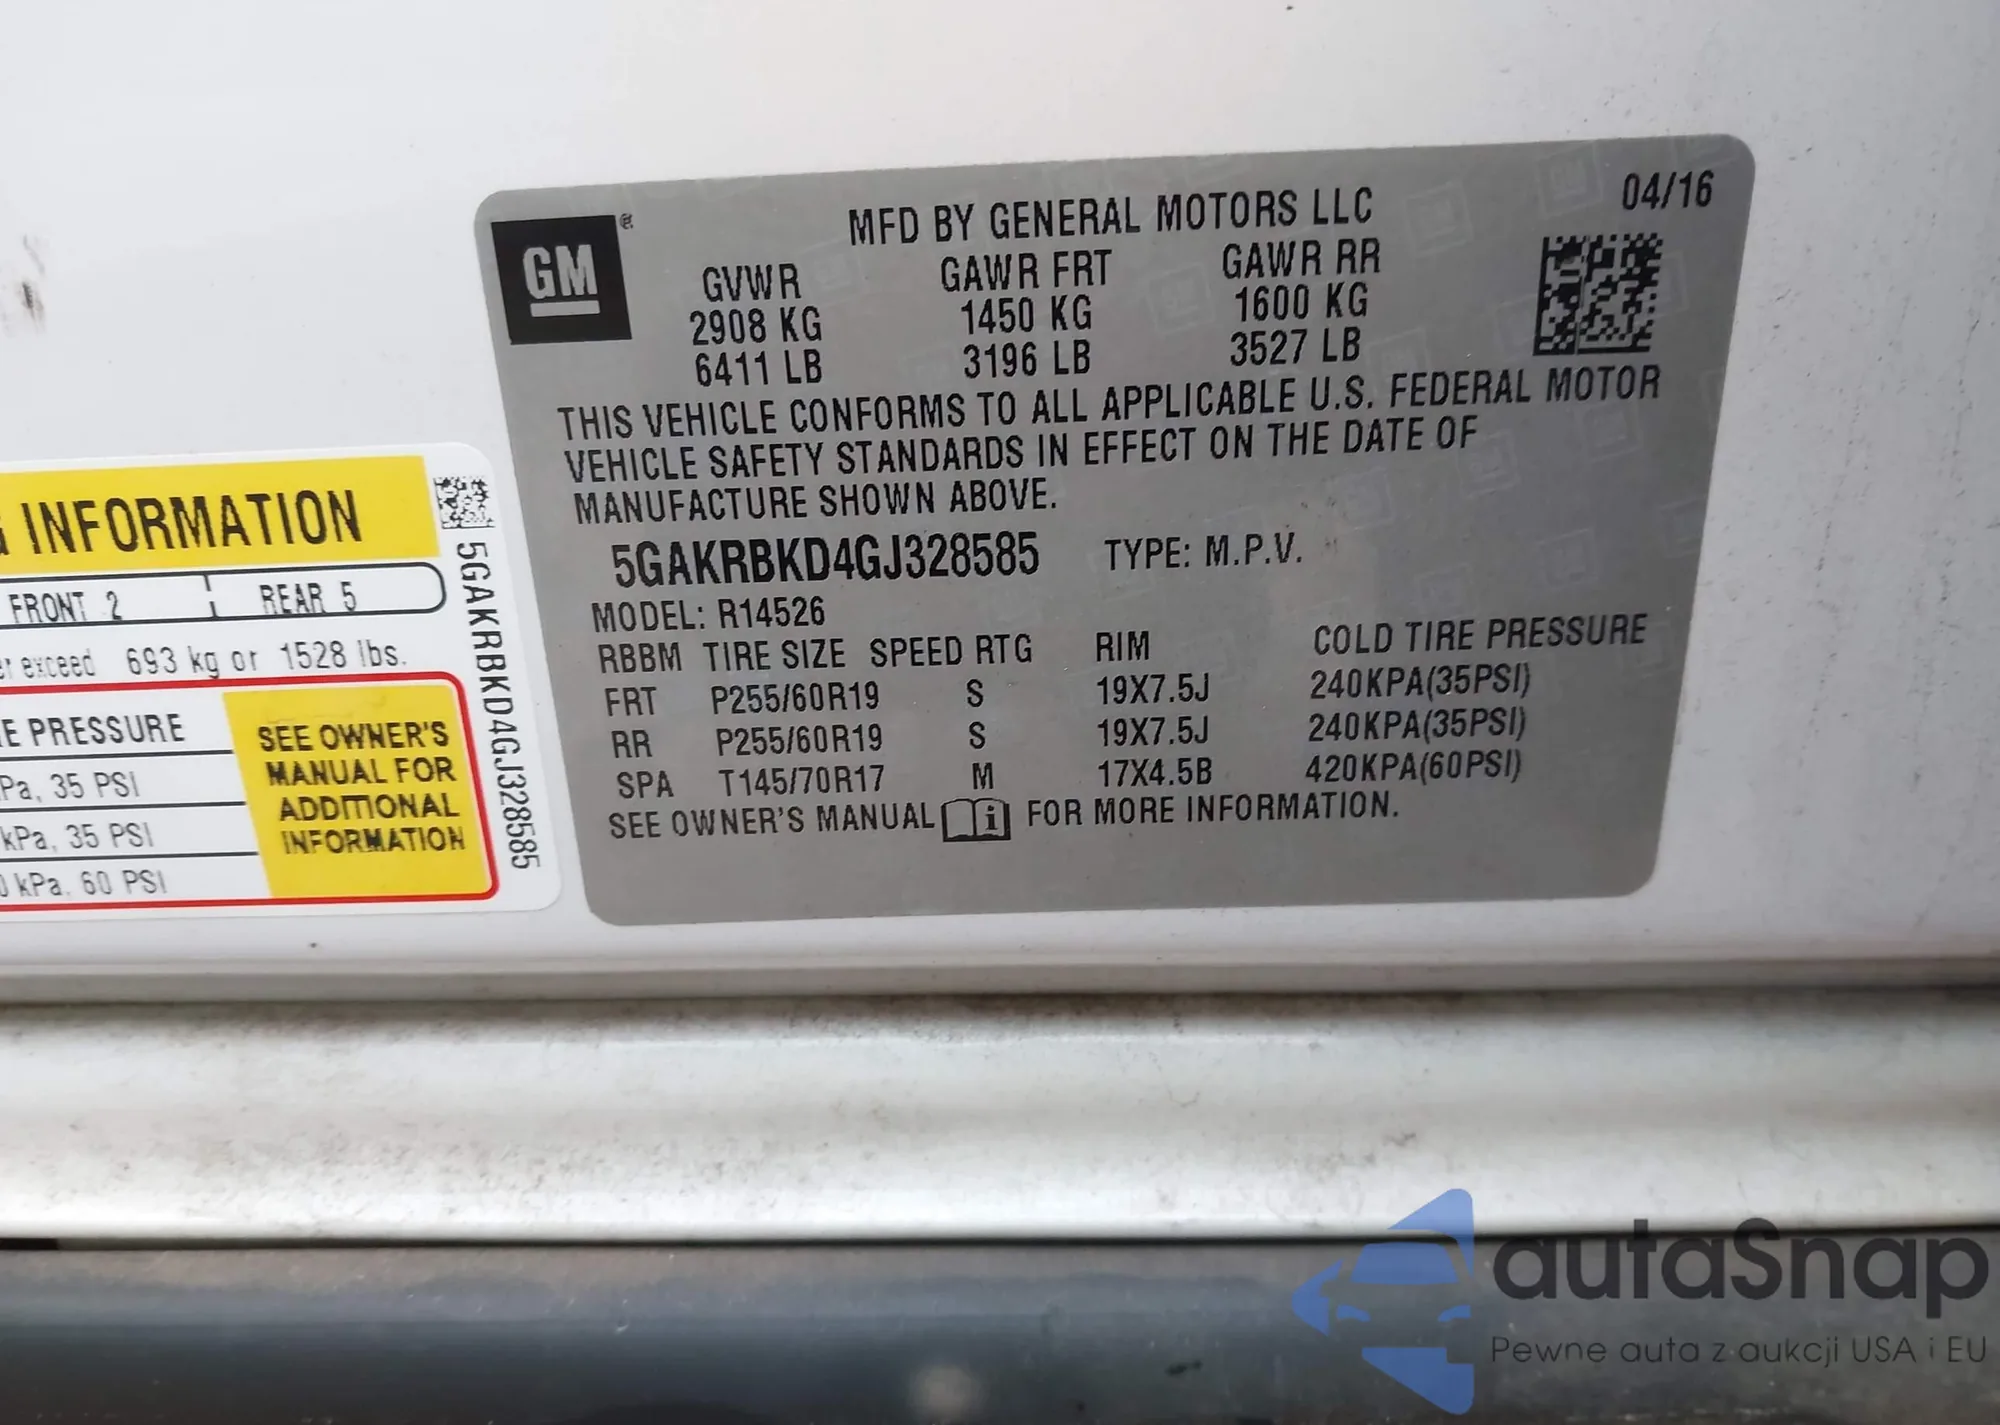 04/16
MFD BY GENERAL MOTORS LLC
GM
®
GVWR GAWR FRT GAWR RR
2908 KG 1450 KG 1600 KG
6411 LB 3196 LB 3527 LB
THIS VEHICLE CONFORMS TO ALL APPLICABLE U.S. FEDERAL MOTOR
VEHICLE SAFETY STANDARDS IN EFFECT ON THE DATE OF
MANUFACTURE SHOWN ABOVE.
5GAKRBKD4GJ328585 TYPE: M.P.V.
MODEL: R14526
RBBM TIRE SIZE SPEED RTG RIM COLD TIRE PRESSURE
FRT P255/60R19 S 19X7.5J 240KPA(35PSI)
RR P255/60R19 S 19X7.5J 240KPA(35PSI)
SPA T145/70R17 M 17X4.5B 420KPA(60PSI)
SEE OWNER'S MANUAL i FOR MORE INFORMATION.
INFORMATION
FRONT 2 REAR 5
exceed 693 kg or 1528 lbs.
E PRESSURE
Pa, 35 PSI
kPa, 35 PSI
0 kPa, 60 PSI
SEE OWNER'S
MANUAL FOR
ADDITIONAL
INFORMATION
5GAKRBKD4GJ328585
autaSnap
Pewne auta z aukcji USA i EU